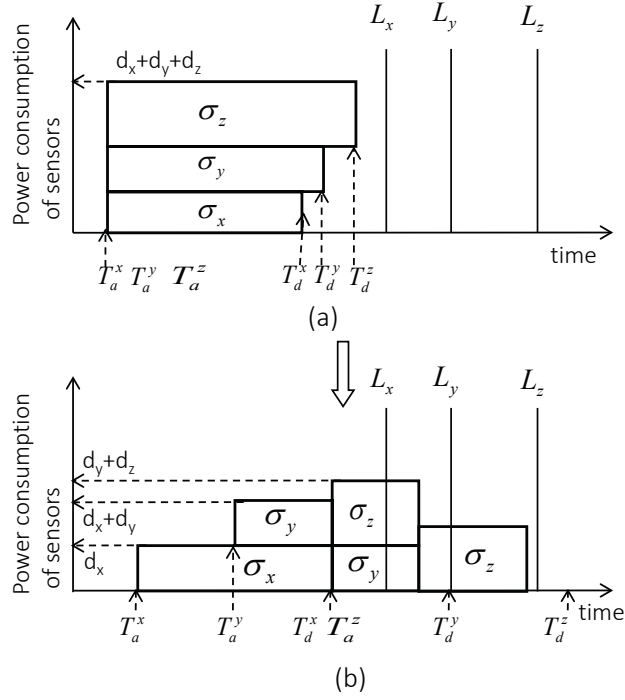 L_x L_y L_z
d_x+d_y+d_z
Power consumption
of sensors
σ_z
σ_y
σ_x
time
T_a^x T_a^y T_a^z T_d^x T_d^y T_d^z
(a)
L_x L_y L_z
Power consumption
of sensors
d_y+d_z
d_x+d_y
d_x
σ_y σ_z
σ_x σ_y σ_z
time
T_a^x T_a^y T_d^x T_a^z T_d^y T_d^z
(b)